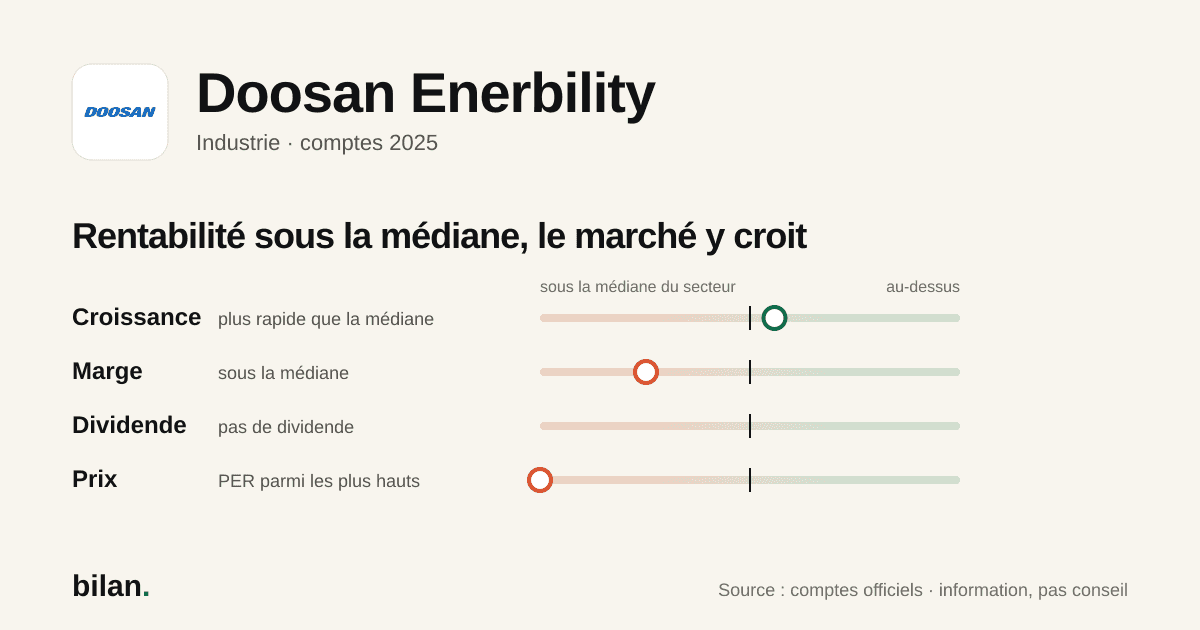 DOOSAN
Doosan Enerbility
Industrie · comptes 2025
Rentabilité sous la médiane, le marché y croit
sous la médiane du secteur au-dessus
Croissance plus rapide que la médiane
Marge sous la médiane
Dividende pas de dividende
Prix PER parmi les plus hauts
bilan.
Source : comptes officiels · information, pas conseil